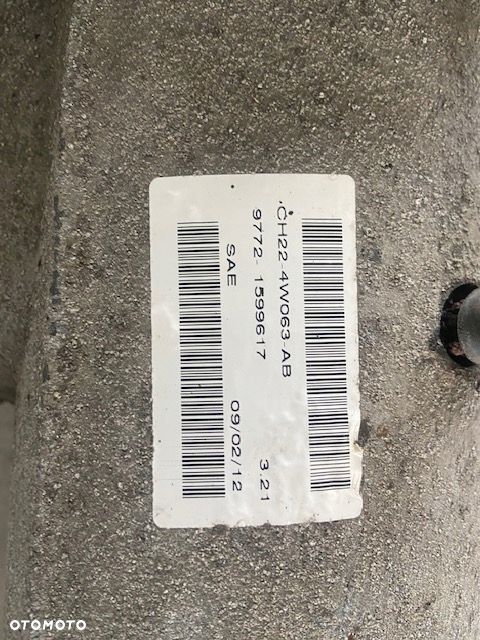 CH22-4W063-AB
9772- 1599617 3.21
SAE 09/02/12
OTOMOTO